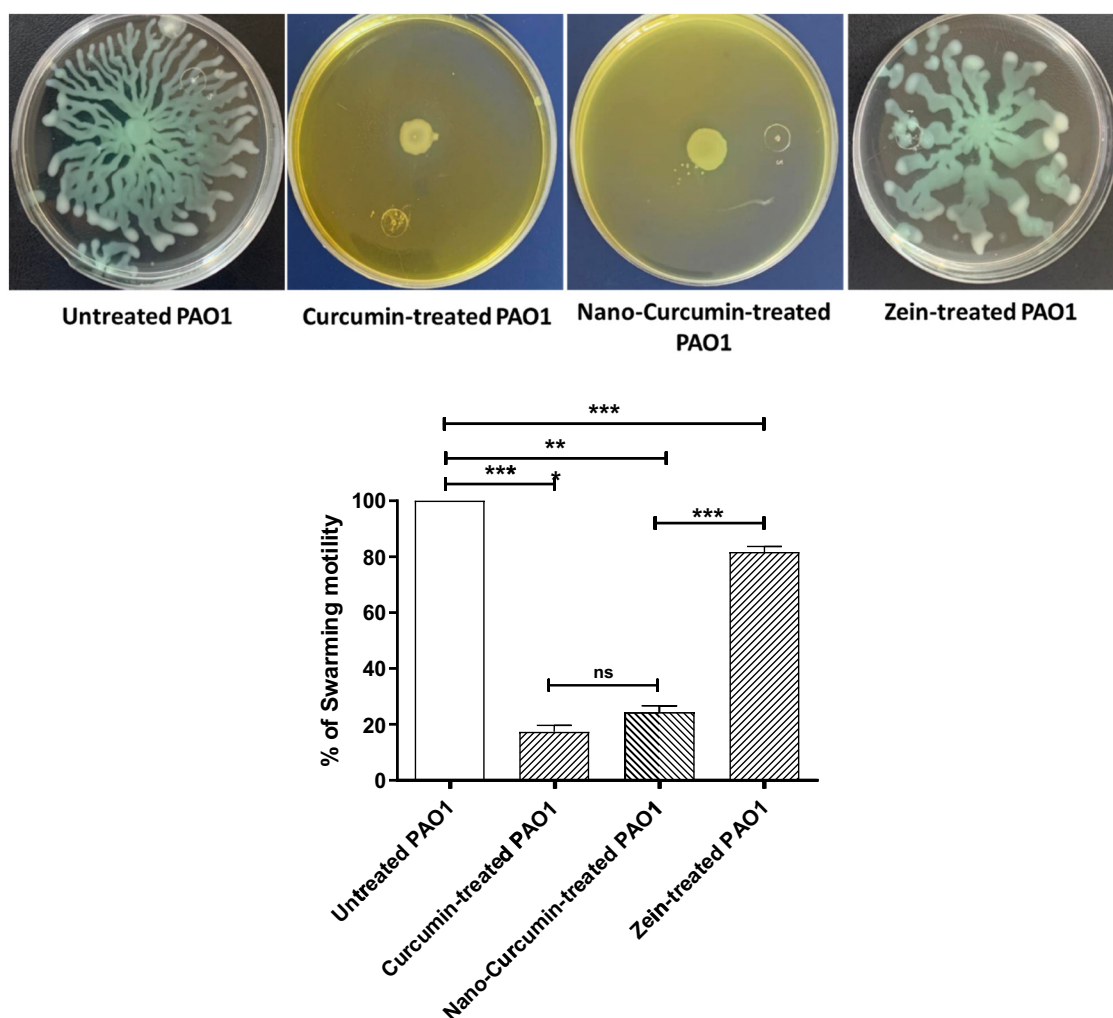 Untreated PAO1
Curcumin-treated PAO1
Nano-Curcumin-treated
PAO1
Zein-treated PAO1
***
**
*** *
***
ns
% of Swarming motility
100
80
60
40
20
0
Untreated PAO1
Curcumin-treated PAO1
Nano-Curcumin-treated PAO1
Zein-treated PAO1